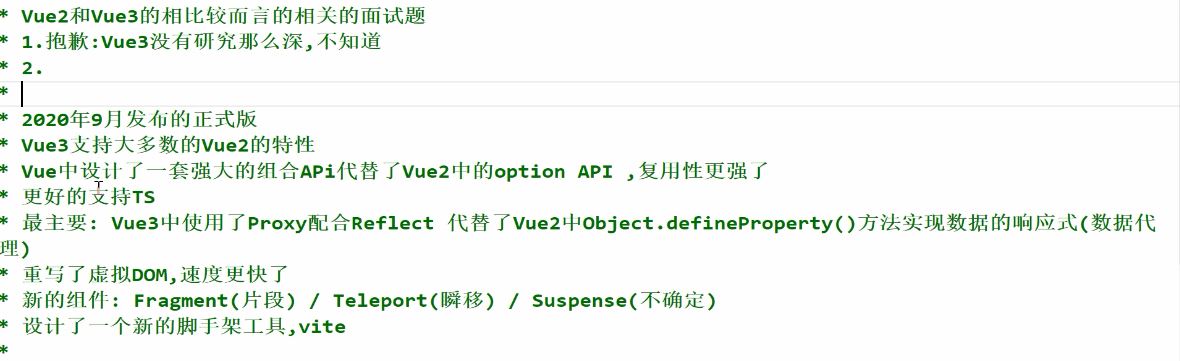 * Vue2和Vue3的相比较而言的相关的面试题
* 1.抱歉:Vue3没有研究那么深,不知道
* 2.
*
* 2020年9月发布的正式版
* Vue3支持大多数的Vue2的特性
* Vue中设计了一套强大的组合APi代替了Vue2中的option API ,复用性更强了
* 更好的支持TS
* 最主要: Vue3中使用了Proxy配合Reflect 代替了Vue2中Object.defineProperty()方法实现数据的响应式(数据代
理)
* 重写了虚拟DOM,速度更快了
* 新的组件: Fragment(片段) / Teleport(瞬移) / Suspense(不确定)
* 设计了一个新的脚手架工具,vite
*